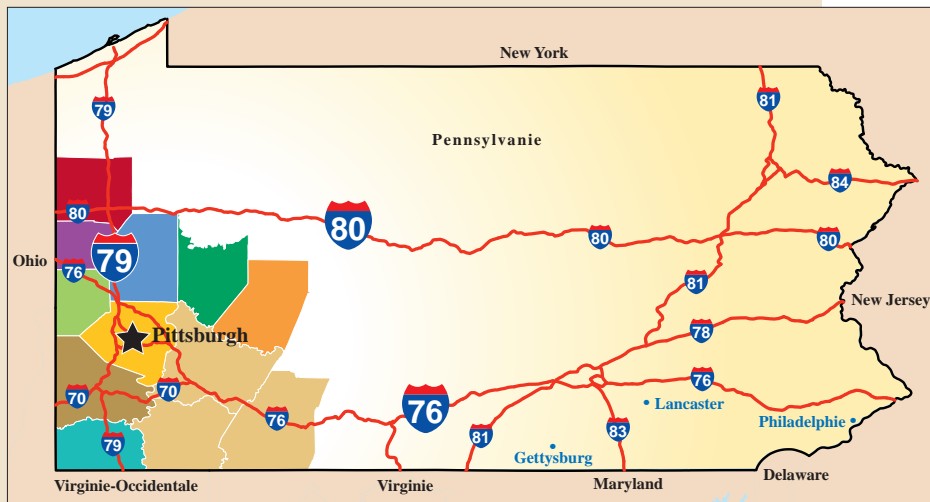 New York
79
81
Pennsylvanie
84
80
80
80
80
79
Ohio
76
81
New Jersey
Pittsburgh
78
70
70
76
76
76
Lancaster
81
83
Philadelphie
79
Gettysburg
Virginie-Occidentale
Virginie
Maryland
Delaware